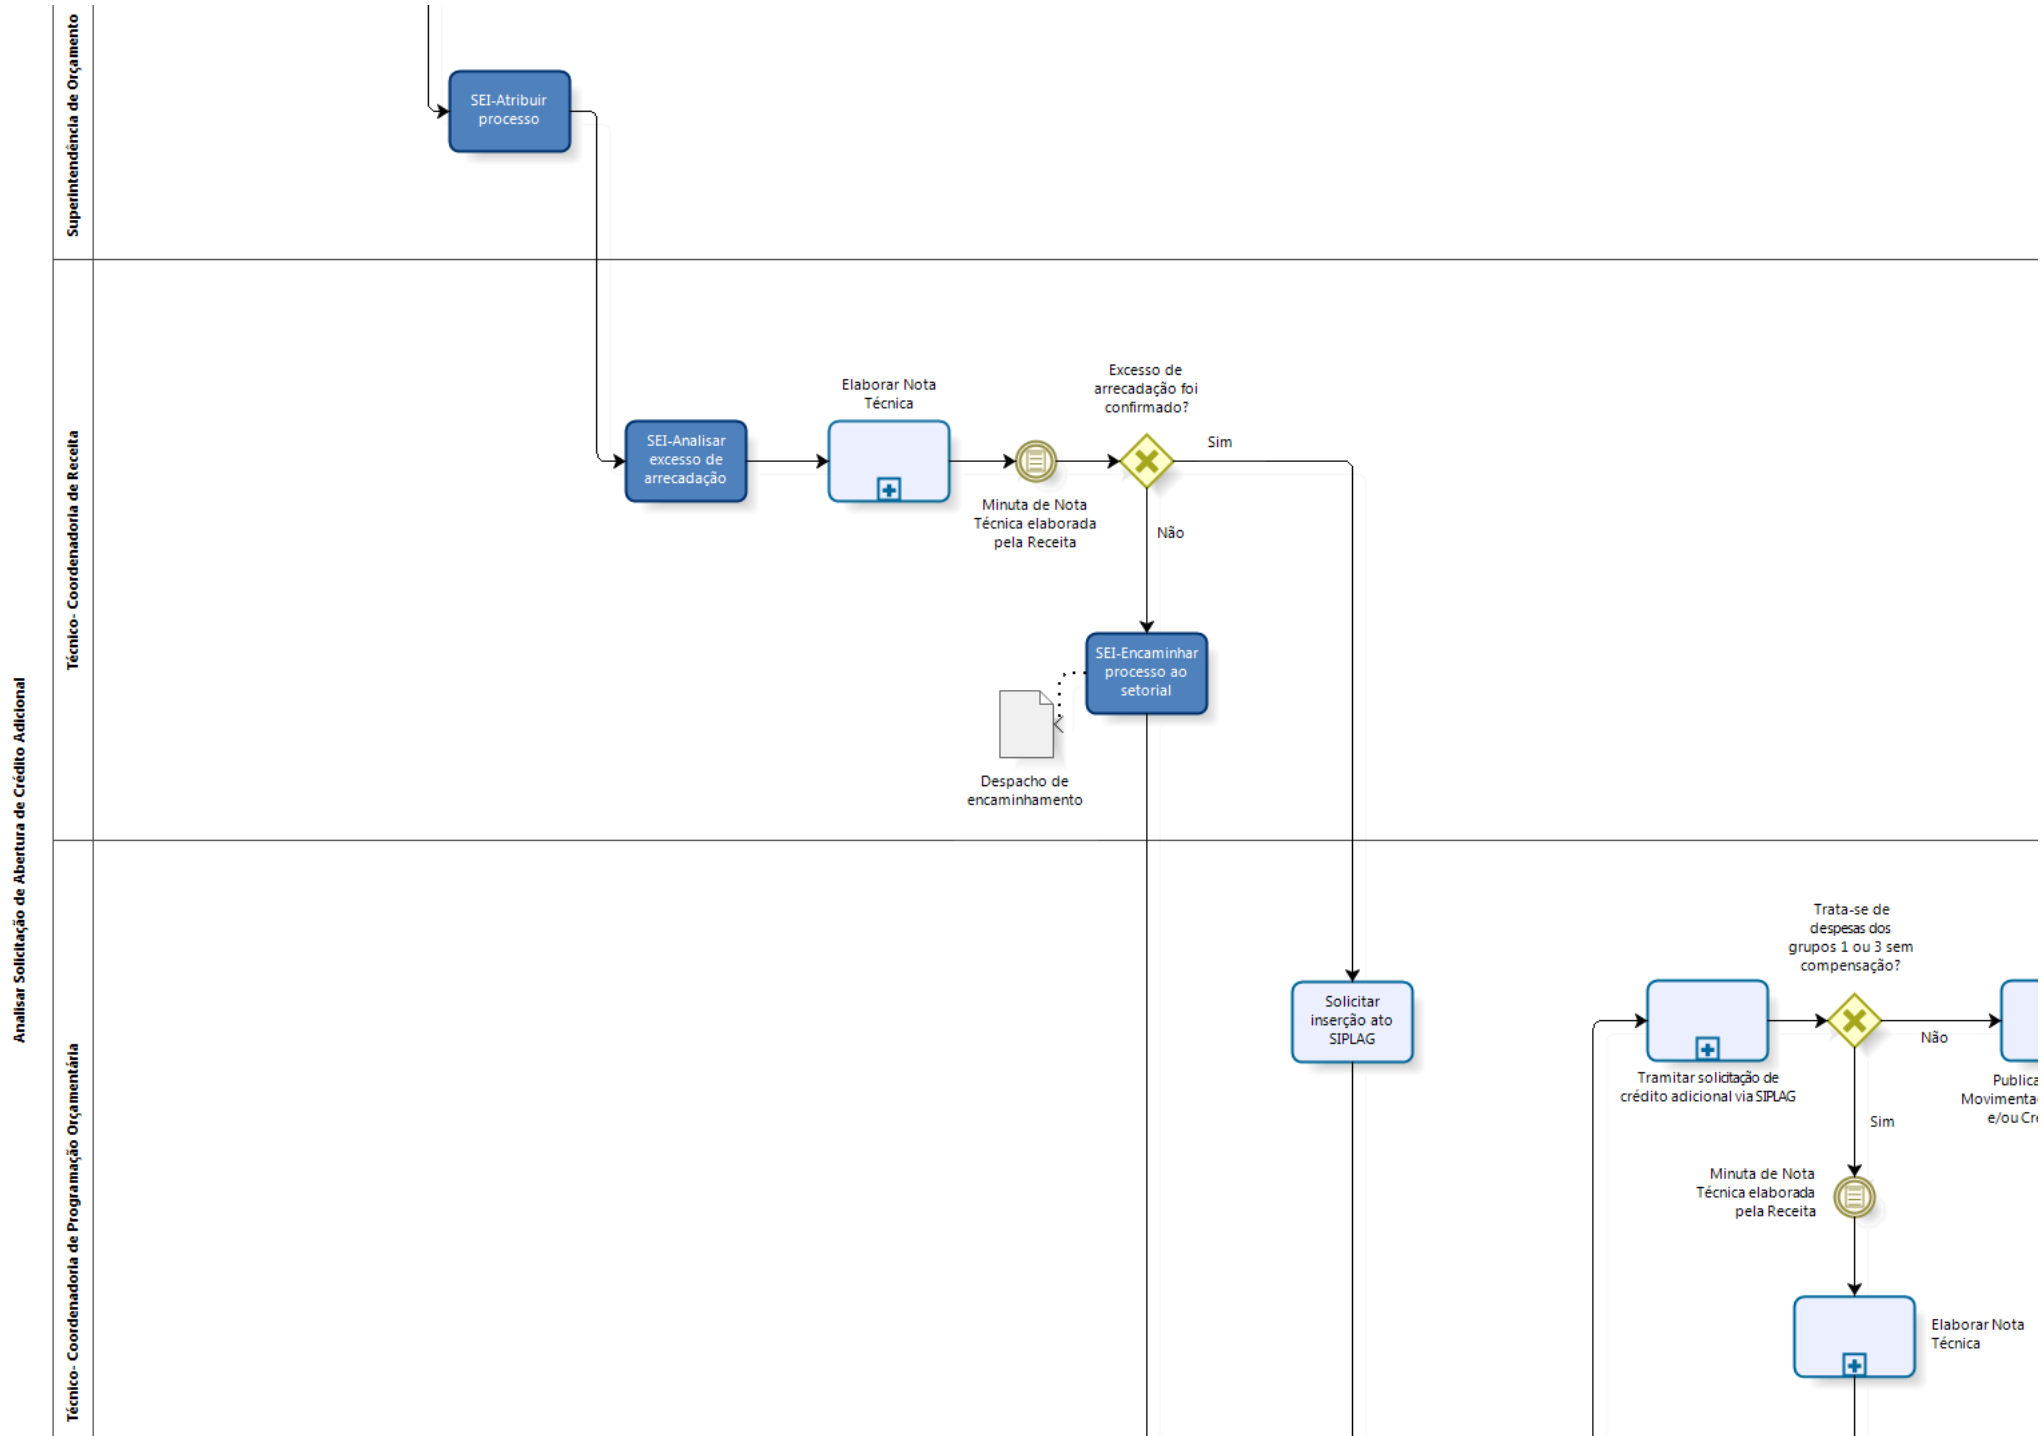 Analisar Solicitação de Abertura de Crédito Adicional
Superintendência de Orçamento
SEI-Atribuir
processo
Técnico- Coordenadoria de Receita
SEI-Analisar
excesso de
arrecadação
Elaborar Nota
Técnica
Minuta de Nota
Técnica elaborada
pela Receita
Excesso de
arrecadação foi
confirmado?
Sim
Não
SEI-Encaminhar
processo ao
setorial
Despacho de
encaminhamento
Técnico- Coordenadoria de Programação Orçamentária
Solicitar
inserção ato
SIPLAG
Tramitar solicitação de
crédito adicional via SIPLAG
Trata-se de
despesas dos
grupos 1 ou 3 sem
compensação?
Não
Publica
Movimenta
e/ou Cr
Sim
Minuta de Nota
Técnica elaborada
pela Receita
Elaborar Nota
Técnica